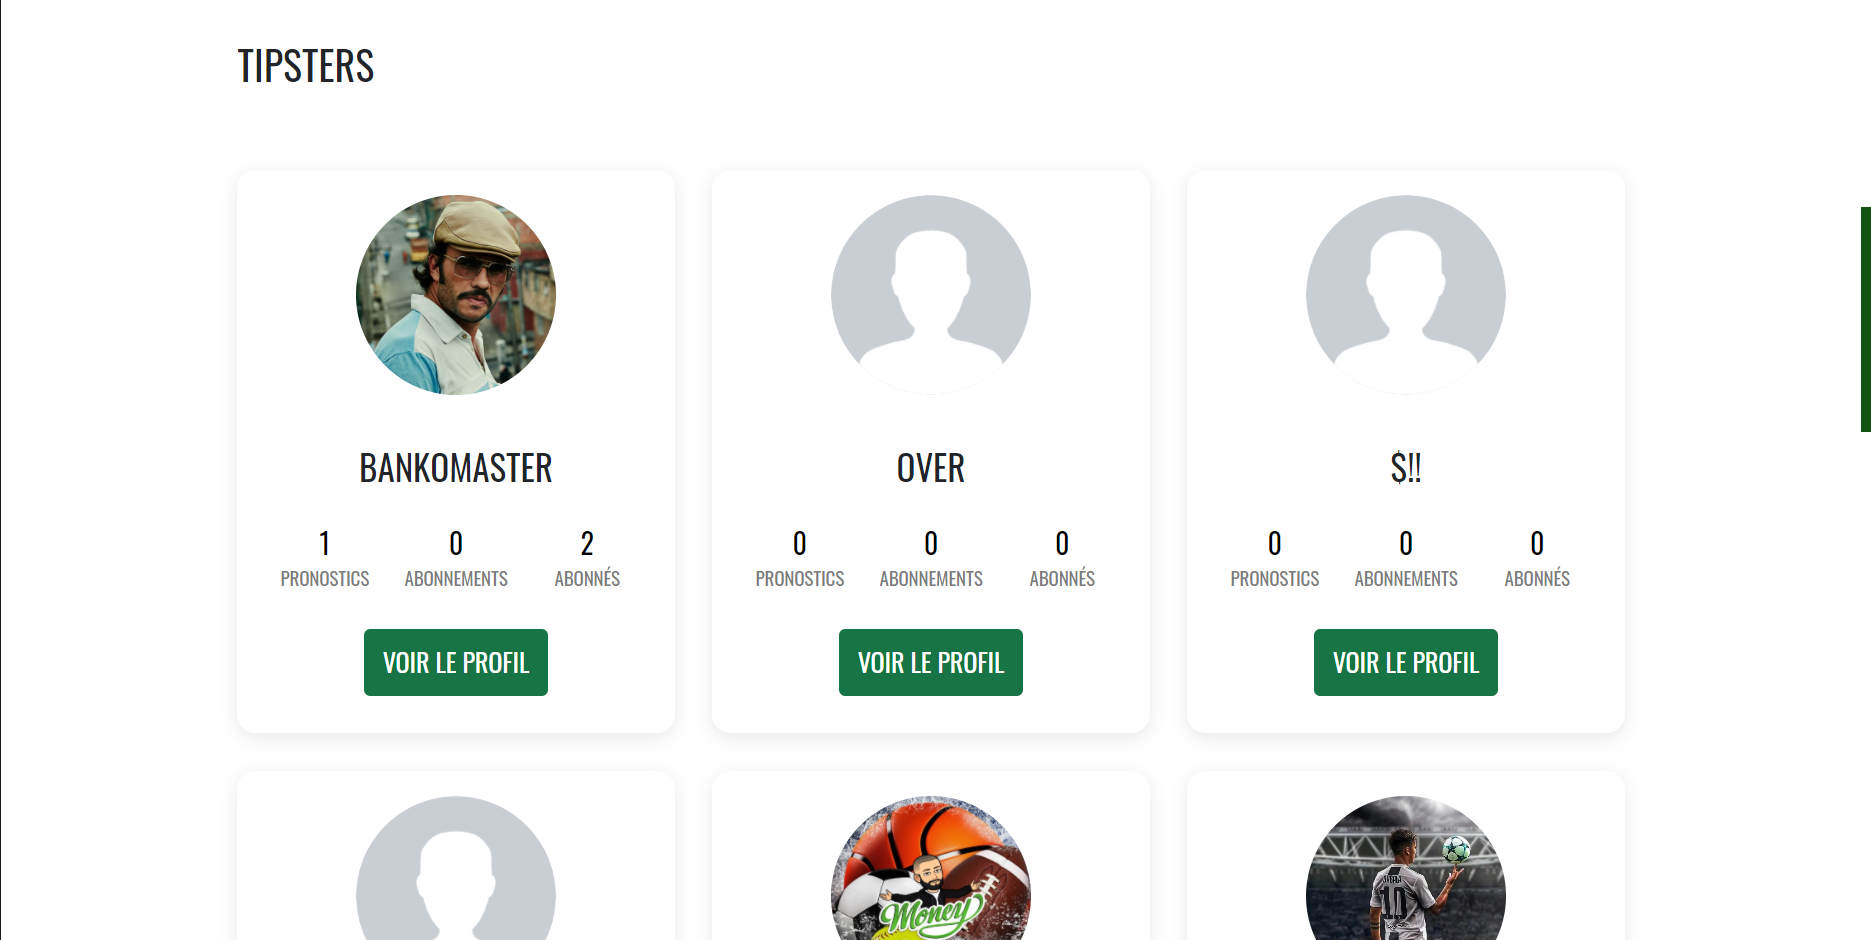 TIPSTERS
BANKOMASTER
1 0 2
PRONOSTICS ABONNEMENTS ABONNÉS
VOIR LE PROFIL
OVER
0 0 0
PRONOSTICS ABONNEMENTS ABONNÉS
VOIR LE PROFIL
$!!
0 0 0
PRONOSTICS ABONNEMENTS ABONNÉS
VOIR LE PROFIL
Money
10